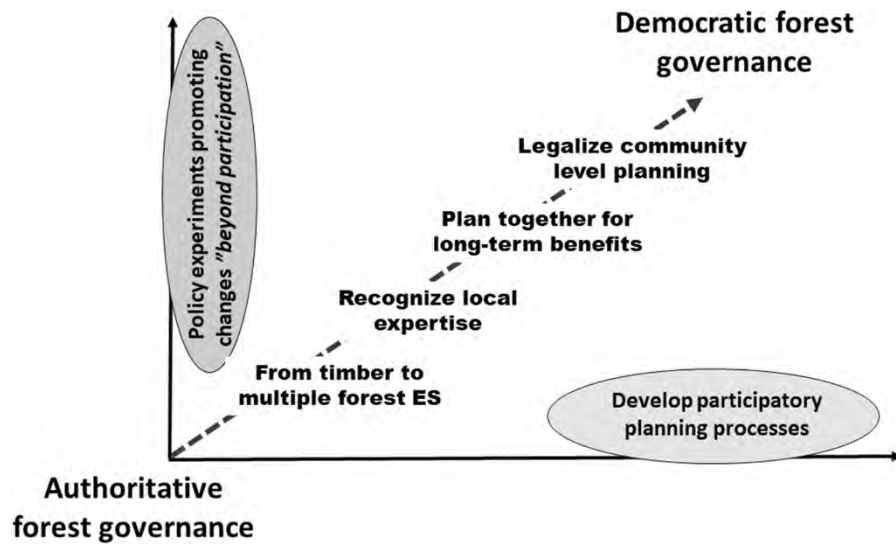 Democratic forest
governance
Policy experiments promoting
changes "beyond participation"
Legalize community
level planning
Plan together for
long-term benefits
Recognize local
expertise
From timber to
multiple forest ES
Develop participatory
planning processes
Authoritative
forest governance